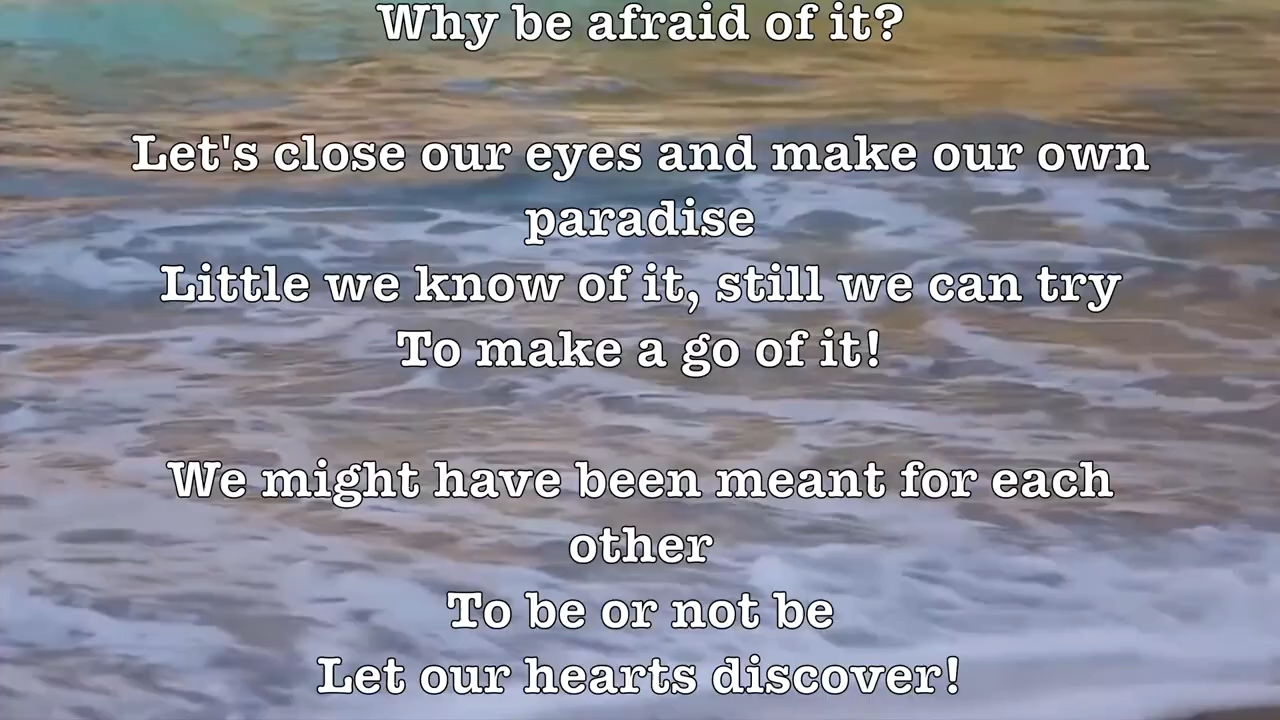 Why be afraid of it?
Let's close our eyes and make our own
paradise
Little we know of it, still we can try
To make a go of it!
We might have been meant for each
other
To be or not be
Let our hearts discover!